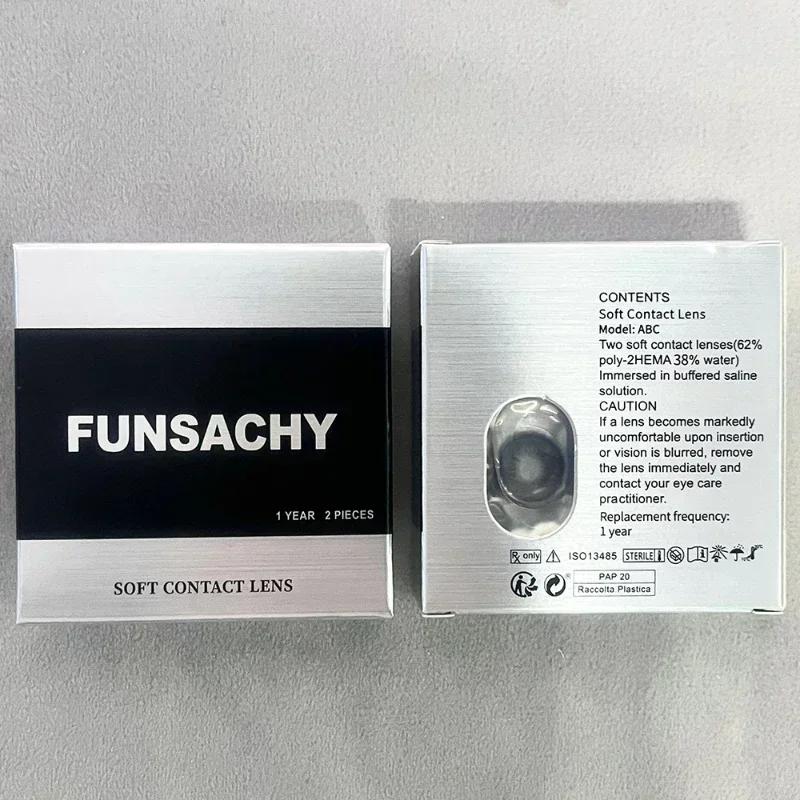 FUNSACHY
1 YEAR 2 PIECES
SOFT CONTACT LENS
CONTENTS
Soft Contact Lens
Model: ABC
Two soft contact lenses(62%
poly-2HEMA 38% water)
Immersed in buffered saline
solution.
CAUTION
If a lens becomes markedly
uncomfortable upon insertion
or vision is blurred, remove
the lens immediately and
contact your eye care
practitioner.
Replacement frequency:
1 year
Rx only ISO13485 STERILE
PAP 20
Raccolta Plastica